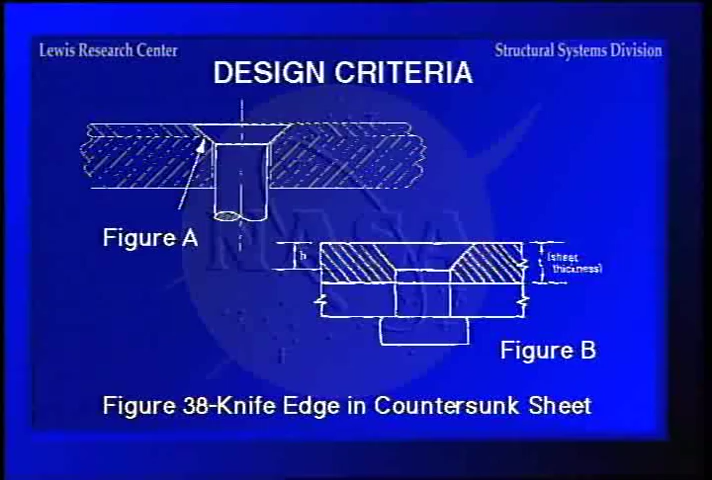 Lewis Research Center
Structural Systems Division
DESIGN CRITERIA
Figure A
h
t (sheet
thickness)
Figure B
Figure 38-Knife Edge in Countersunk Sheet
NASA